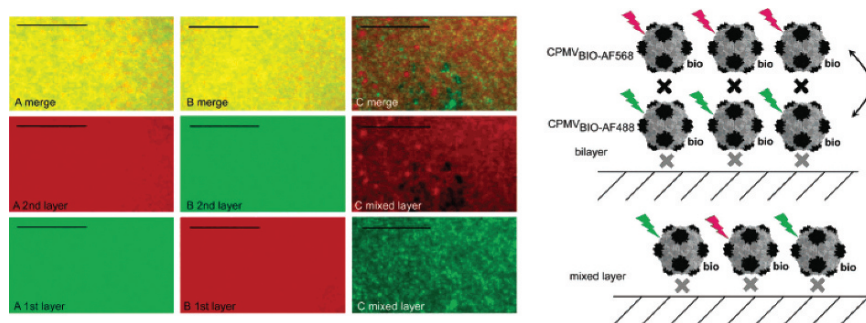 A merge
B merge
C merge
A 2nd layer
B 2nd layer
C mixed layer
A 1st layer
B 1st layer
C mixed layer
CPMVBIO-AF568
bio
bio
bio
CPMVBIO-AF488
bio
bio
bio
bilayer
bio
bio
bio
mixed layer